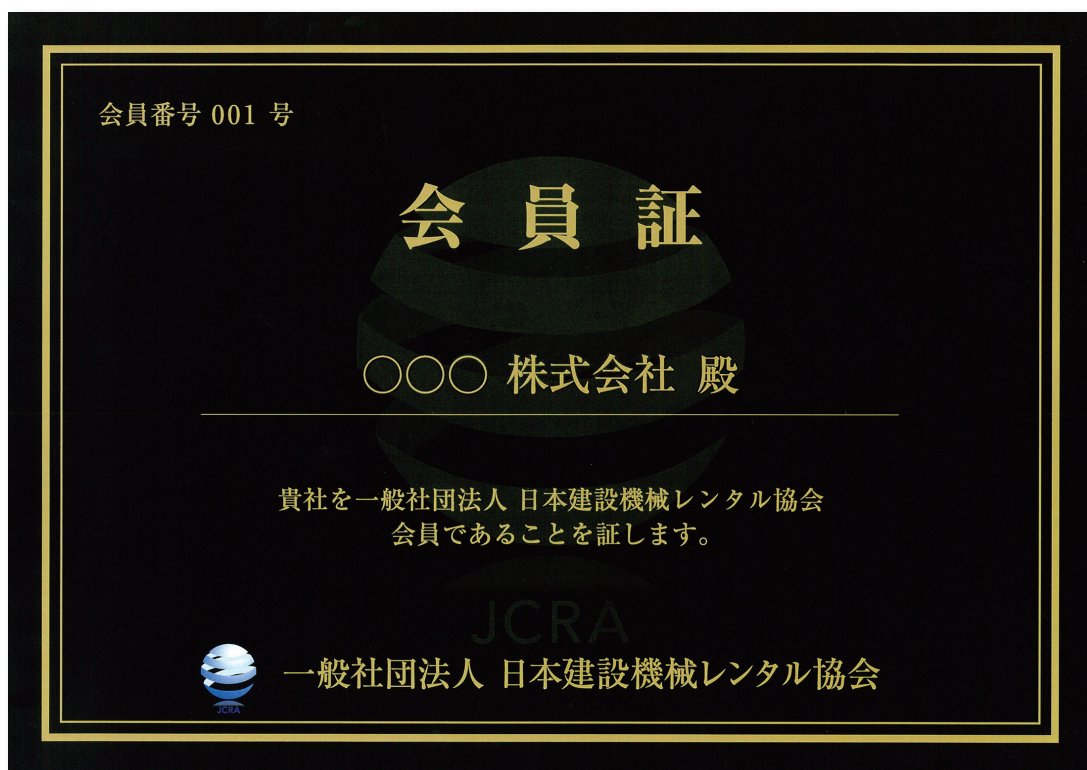 会員番号 001 号
会 員 証
○○○ 株式会社 殿
貴社を一般社団法人 日本建設機械レンタル協会
会員であることを証します。
JCRA
一般社団法人 日本建設機械レンタル協会
JCRA